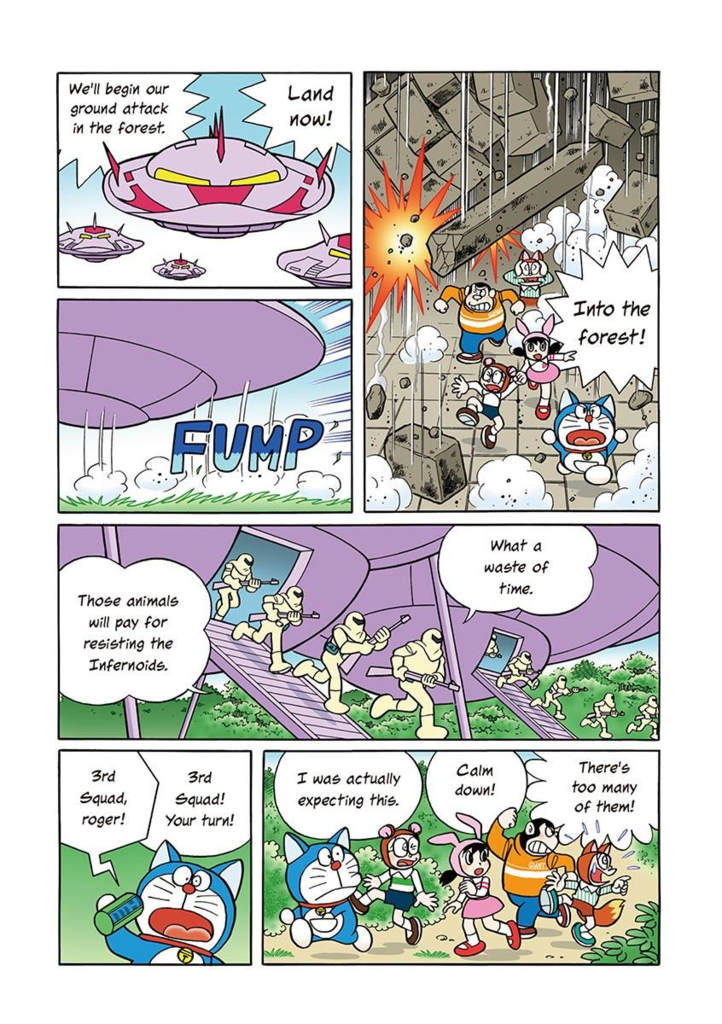 Into the
forest!
Land
now!
We'll begin our
ground attack
in the forest.
FUMP
What a
waste of
time.
Those animals
will pay for
resisting the
Infernoids.
There's
too many
of them!
Calm
down!
I was actually
expecting this.
GIANT
3rd
Squad!
Your turn!
3rd
Squad,
roger!